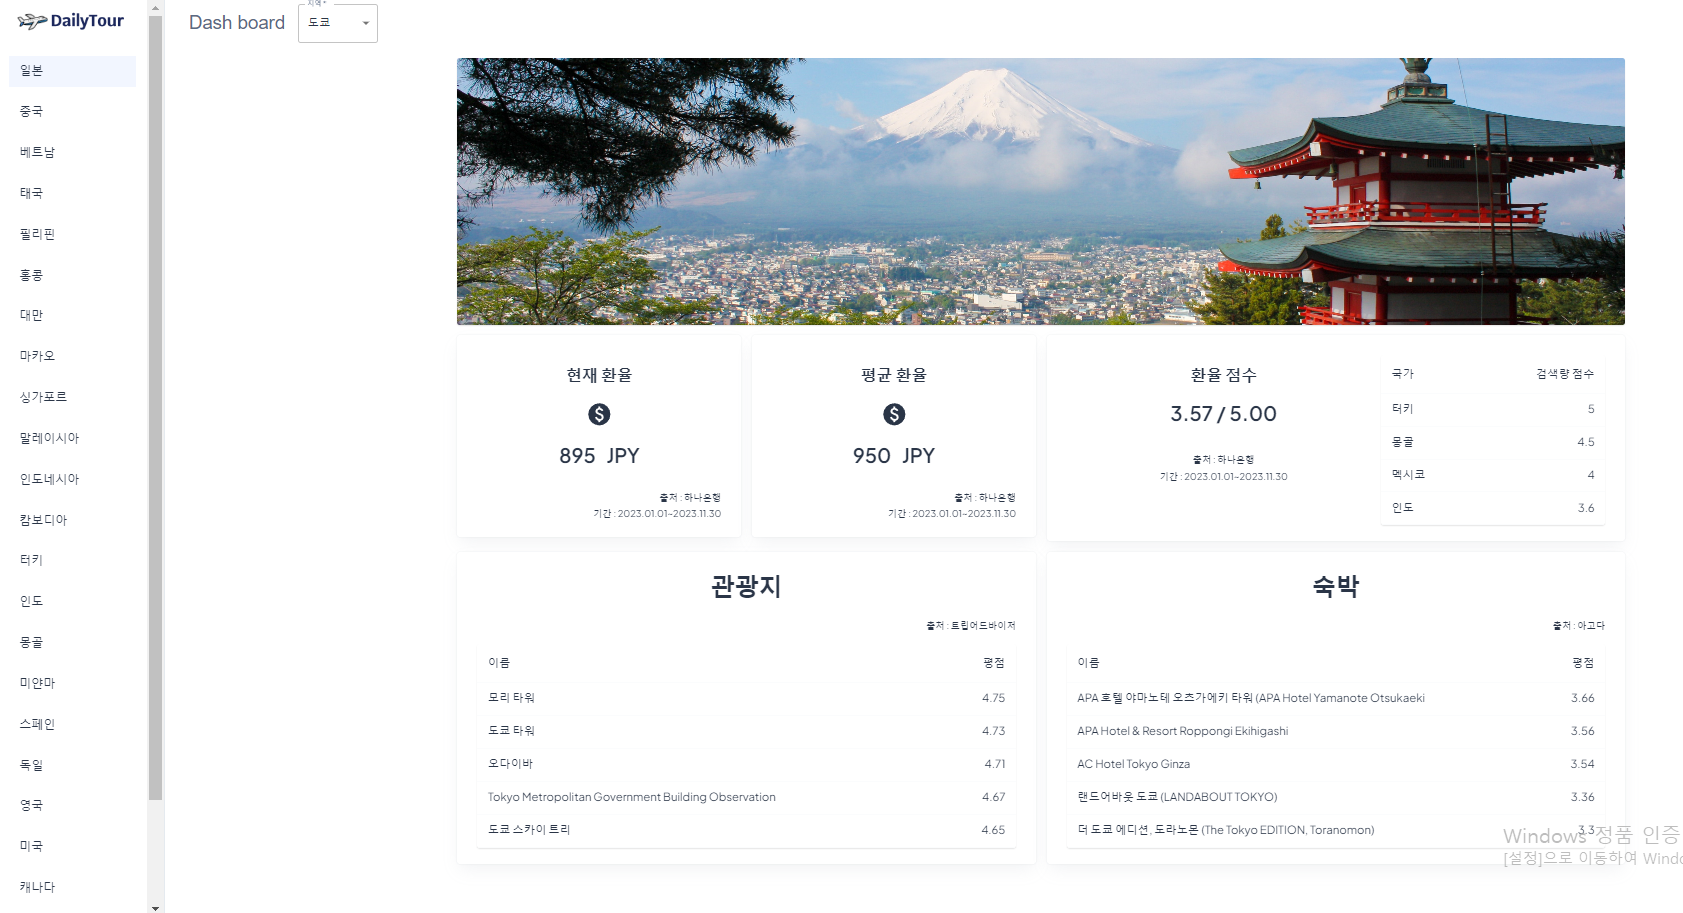 DailyTour
일본
중국
베트남
태국
필리핀
홍콩
대만
마카오
싱가포르
말레이시아
인도네시아
캄보디아
터키
인도
몽골
미얀마
스페인
독일
영국
미국
캐나다
Dash board
지역 *
도쿄
현재 환율
895 JPY
출처 : 하나은행
기간 : 2023.01.01~2023.11.30
평균 환율
950 JPY
출처 : 하나은행
기간 : 2023.01.01~2023.11.30
환율 점수
3.57 / 5.00
출처 : 하나은행
기간 : 2023.01.01~2023.11.30
국가 검색량 점수
터키 5
몽골 4.5
멕시코 4
인도 3.6
관광지
출처 : 트립어드바이저
이름 평점
모리 타워 4.75
도쿄 타워 4.73
오다이바 4.71
Tokyo Metropolitan Government Building Observation 4.67
도쿄 스카이 트리 4.65
숙박
출처 : 아고다
이름 평점
APA 호텔 야마노테 오츠가에키 타워 (APA Hotel Yamanote Otsukaeki 3.66
APA Hotel & Resort Roppongi Ekihigashi 3.56
AC Hotel Tokyo Ginza 3.54
랜드어바웃 도쿄 (LANDABOUT TOKYO) 3.36
더 도쿄 에디션, 도라노몬 (The Tokyo EDITION, Toranomon) 3.3
Windows 정품 인증
[설정]으로 이동하여 Windo